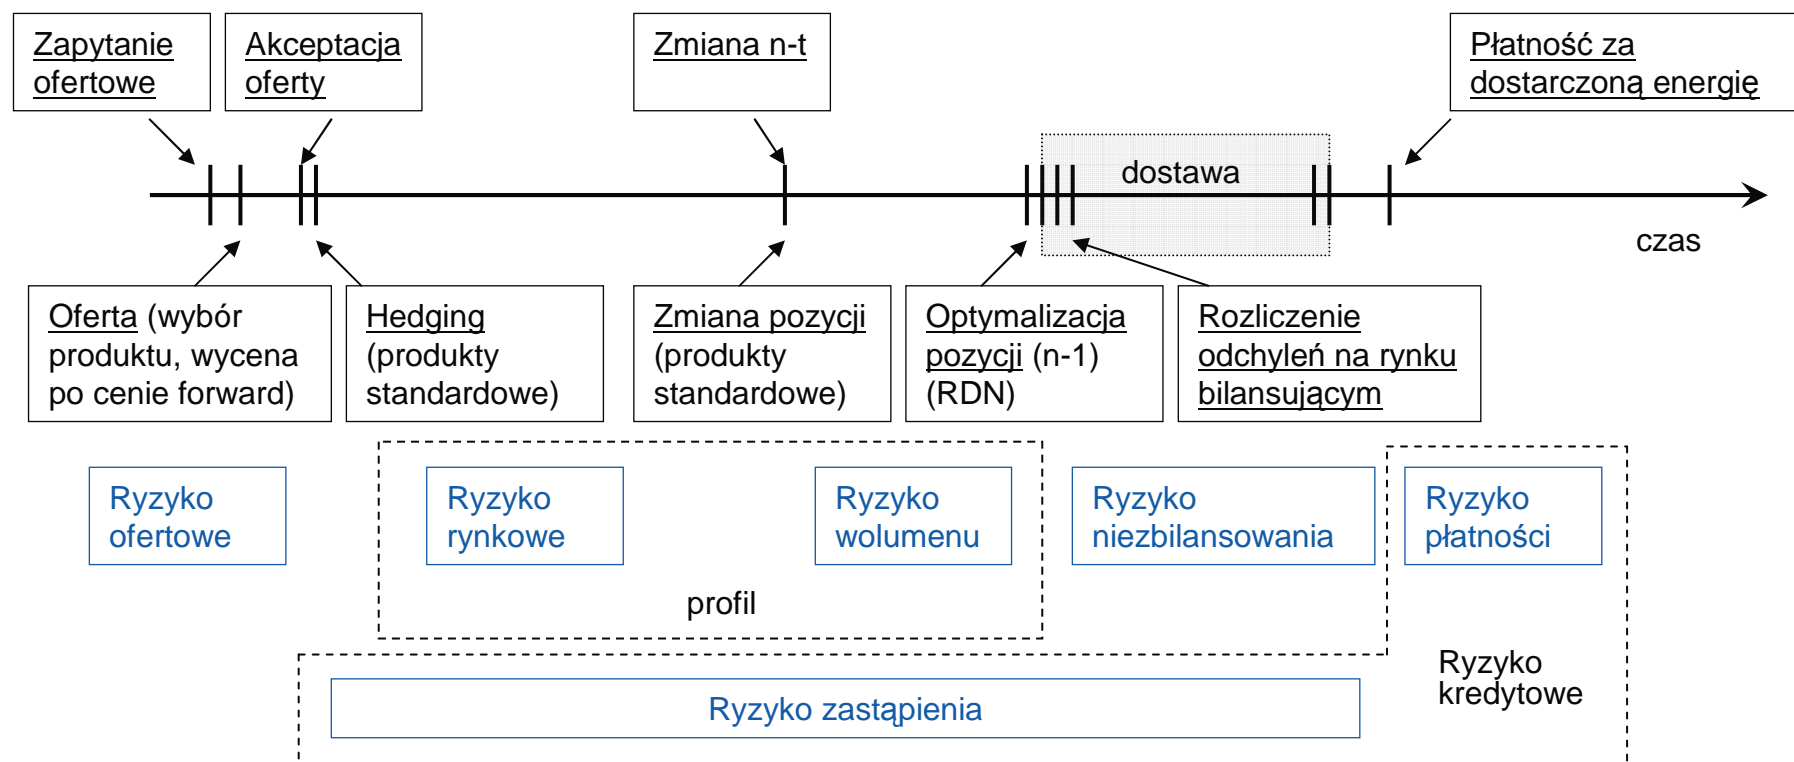 Zapytanie
ofertowe
Akceptacja
oferty
Zmiana n-t
Płatność za
dostarczoną energię
dostawa
czas
Oferta (wybór
produktu, wycena
po cenie forward)
Hedging
(produkty
standardowe)
Zmiana pozycji
(produkty
standardowe)
Optymalizacja
pozycji (n-1)
(RDN)
Rozliczenie
odchyleń na rynku
bilansującym
Ryzyko
ofertowe
Ryzyko
rynkowe
Ryzyko
wolumenu
Ryzyko
niezbilansowania
Ryzyko
płatności
profil
Ryzyko
kredytowe
Ryzyko zastąpienia